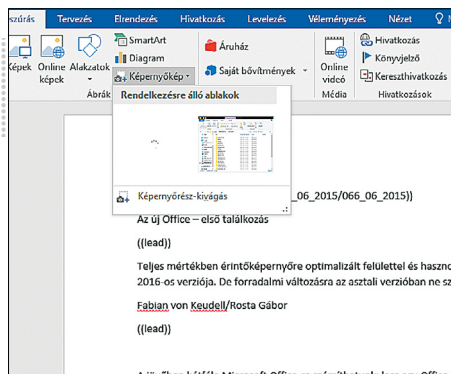 szúrás Tervezés Elrendezés Hivatkozás Levelezés Véleményezés Nézet
Képek Online képek Alakzatok
SmartArt
Diagram
Képernyőkép
Ábrák
Áruház
Saját bővítmények
Online videó
Média
Hivatkozás
Könyvjelző
Kereszthivatkozás
Hivatkozások
Rendelkezésre álló ablakok
Képernyőrész-kivágás
_06_2015/066_06_2015))
Az új Office – első találkozás
((lead))
Teljes mértékben érintőképernyőre optimalizált felülettel és haszno
2016-os verziója. De forradalmi változásra az asztali verzióban ne sz
Fabian von Keudell/Rosta Gábor
((lead))